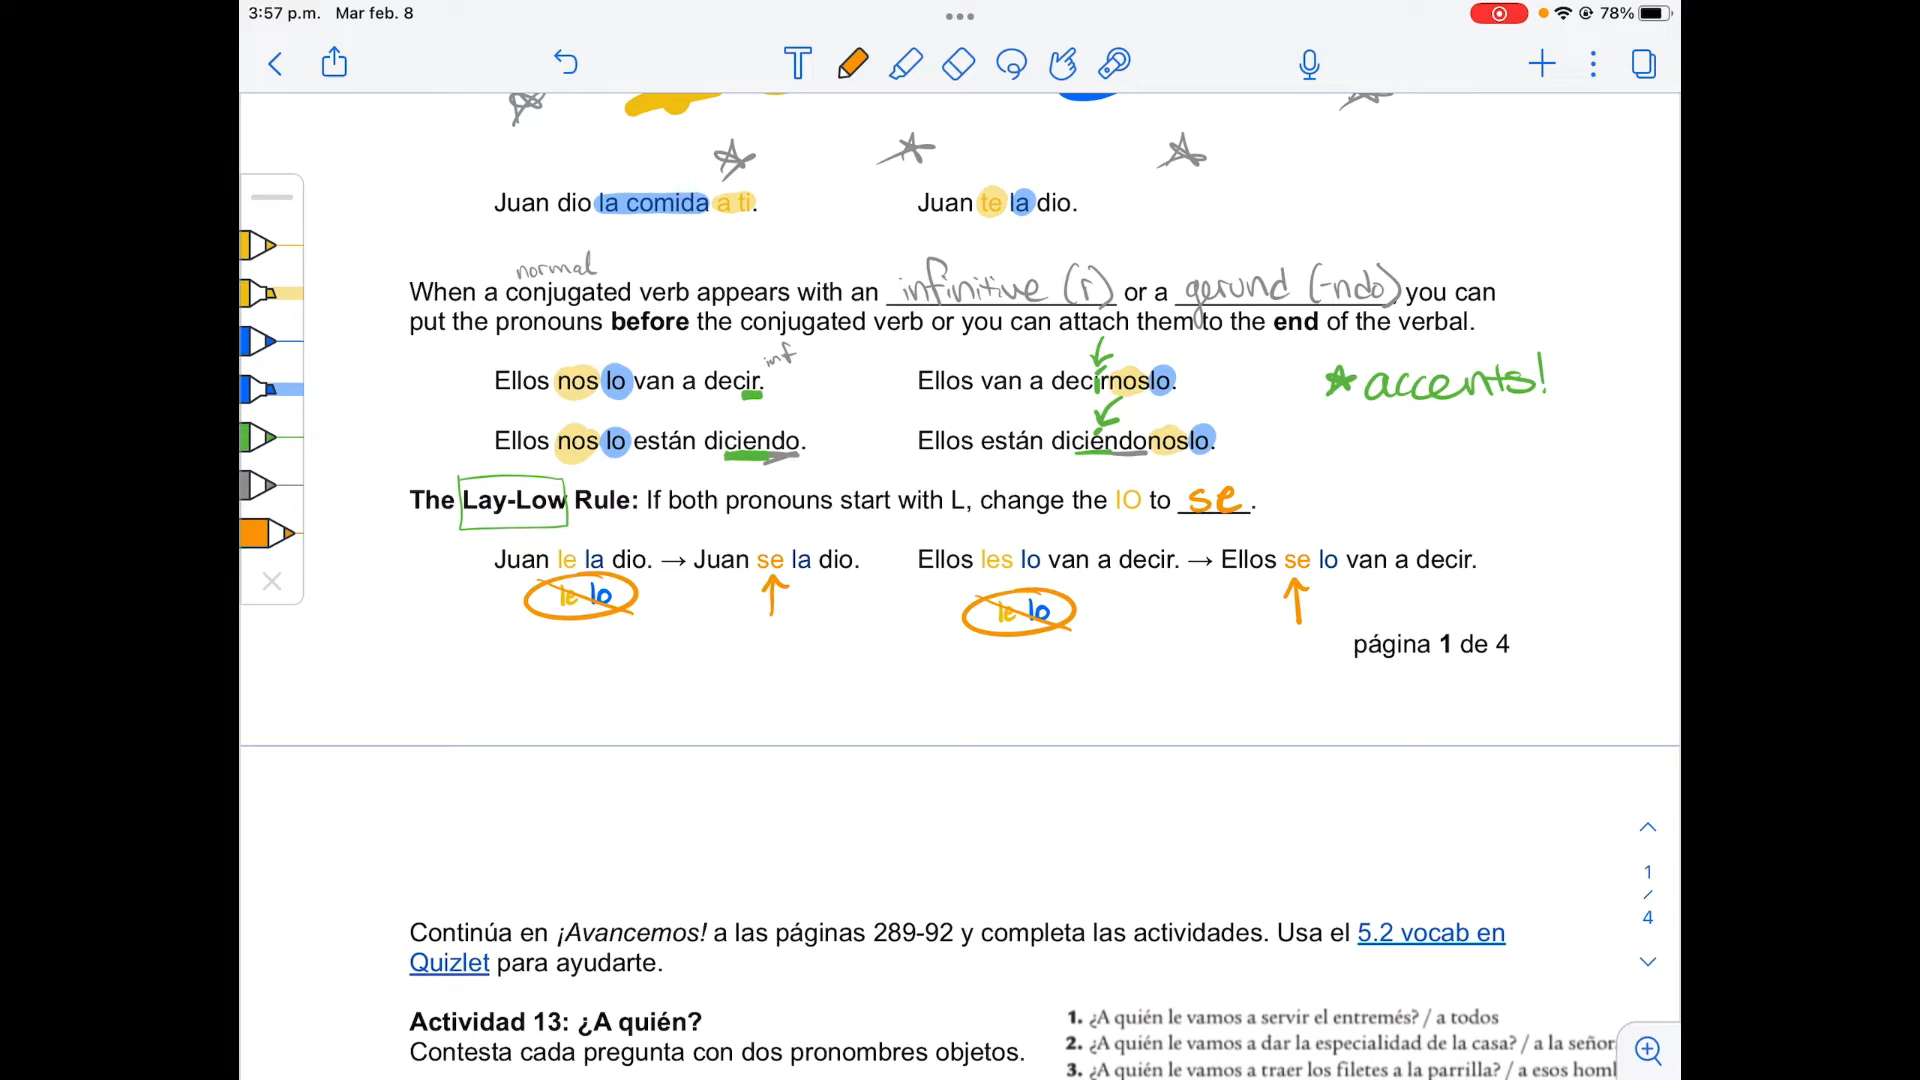 3:57 p.m. Mar feb. 8 78%
Juan dio la comida a ti. Juan te la dio.
normal
When a conjugated verb appears with an infinitive (r) or a gerund (-ndo) you can
put the pronouns before the conjugated verb or you can attach them to the end of the verbal.
inf
Ellos nos lo van a decir. Ellos van a decírnoslo. * accents!
Ellos nos lo están diciendo. Ellos están diciéndonoslo.
The Lay-Low Rule: If both pronouns start with L, change the IO to se.
Juan le la dio. → Juan se la dio. Ellos les lo van a decir. → Ellos se lo van a decir.
le lo le lo
página 1 de 4
1
/
4
Continúa en ¡Avancemos! a las páginas 289-92 y completa las actividades. Usa el 5.2 vocab en
Quizlet para ayudarte.
Actividad 13: ¿A quién?
Contesta cada pregunta con dos pronombres objetos.
1. ¿A quién le vamos a servir el entremés? / a todos
2. ¿A quién le vamos a dar la especialidad de la casa? / a la señor
3. ¿A quién le vamos a traer los filetes a la parrilla? / a esos